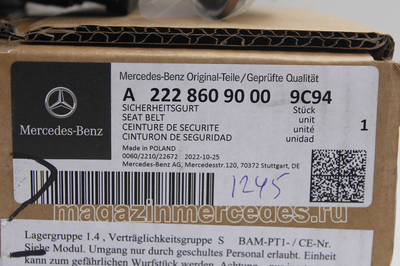 Mercedes-Benz Original-Teile/Geprüfte Qualität
A 222 860 90 00 9C94
SICHERHEITSGURT
SEAT BELT
CEINTURE DE SECURITE
CINTURON DE SEGURIDAD
Stück
unit
unité
unidad
1
Mercedes-Benz
Made in POLAND
0060/2210/22672 2022-10-25
Mercedes-Benz AG, Mercedesstr.120, 70372 Stuttgart, DE
1245
magazinmercedes.ru
Lagergruppe 1.4 , Verträglichkeitsgruppe S BAM-PT1- / CE-Nr.
Siehe Modul. Umgang nur durch geschultes Personal erlaubt. Einheit
kann zum gefährlichen Wurfstück werden. Achtung